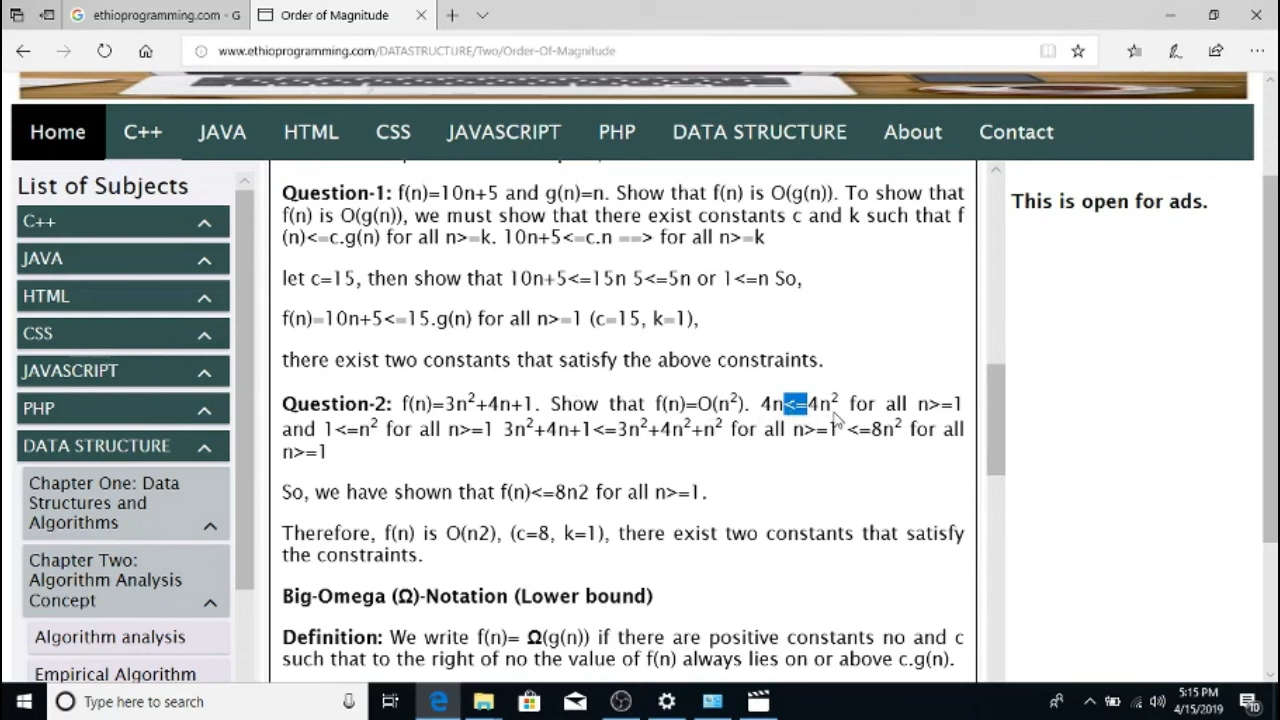 ethioprogramming.com - G
Order of Magnitude
www.ethioprogramming.com/DATASTRUCTURE/Two/Order-Of-Magnitude
Home C++ JAVA HTML CSS JAVASCRIPT PHP DATA STRUCTURE About Contact
List of Subjects
C++
JAVA
HTML
CSS
JAVASCRIPT
PHP
DATA STRUCTURE
Chapter One: Data
Structures and
Algorithms
Chapter Two:
Algorithm Analysis
Concept
Algorithm analysis
Empirical Algorithm
Question-1: f(n)=10n+5 and g(n)=n. Show that f(n) is O(g(n)). To show that
f(n) is O(g(n)), we must show that there exist constants c and k such that f
(n)<=c.g(n) for all n>=k. 10n+5<=c.n ==> for all n>=k
let c=15, then show that 10n+5<=15n 5<=5n or 1<=n So,
f(n)=10n+5<=15.g(n) for all n>=1 (c=15, k=1),
there exist two constants that satisfy the above constraints.
Question-2: f(n)=3n²+4n+1. Show that f(n)=O(n²). 4n<=4n² for all n>=1
and 1<=n² for all n>=1 3n²+4n+1<=3n²+4n²+n² for all n>=1 <=8n² for all
n>=1
So, we have shown that f(n)<=8n2 for all n>=1.
Therefore, f(n) is O(n2), (c=8, k=1), there exist two constants that satisfy
the constraints.
Big-Omega (Ω)-Notation (Lower bound)
Definition: We write f(n)= Ω(g(n)) if there are positive constants no and c
such that to the right of no the value of f(n) always lies on or above c.g(n).
This is open for ads.
Type here to search
5:15 PM
4/15/2019
10